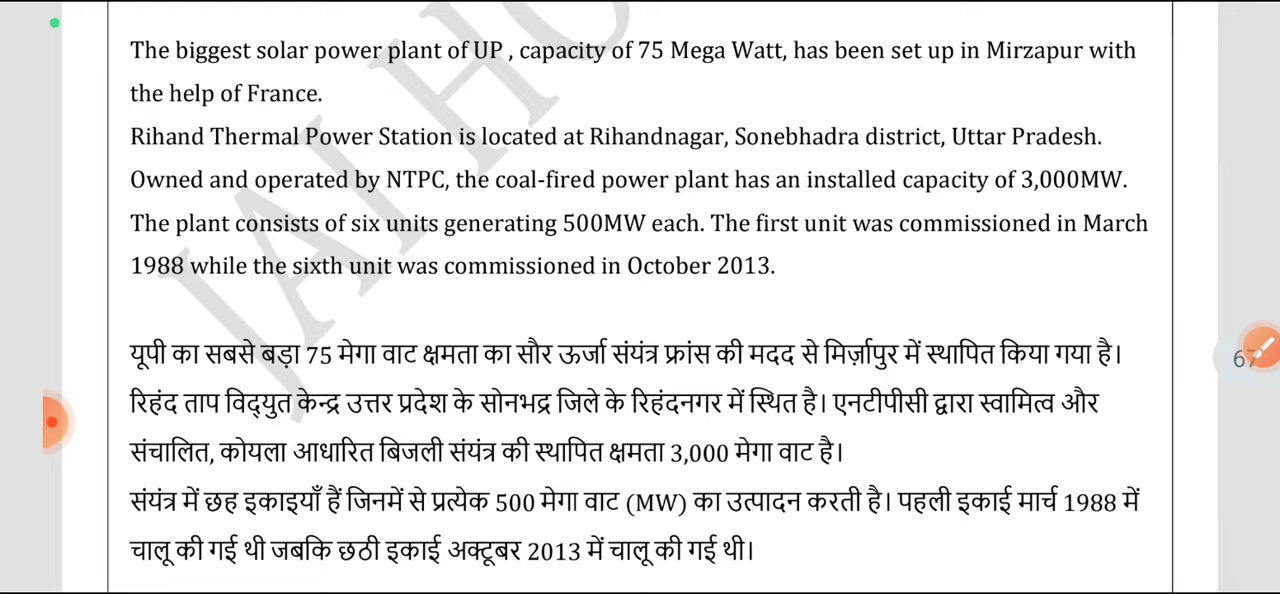 The biggest solar power plant of UP , capacity of 75 Mega Watt, has been set up in Mirzapur with
the help of France.
Rihand Thermal Power Station is located at Rihandnagar, Sonebhadra district, Uttar Pradesh.
Owned and operated by NTPC, the coal-fired power plant has an installed capacity of 3,000MW.
The plant consists of six units generating 500MW each. The first unit was commissioned in March
1988 while the sixth unit was commissioned in October 2013.
यूपी का सबसे बड़ा 75 मेगा वाट क्षमता का सौर ऊर्जा संयंत्र फ्रांस की मदद से मिर्ज़ापुर में स्थापित किया गया है।
रिहंद ताप विद्युत केन्द्र उत्तर प्रदेश के सोनभद्र जिले के रिहंदनगर में स्थित है। एनटीपीसी द्वारा स्वामित्व और
संचालित, कोयला आधारित बिजली संयंत्र की स्थापित क्षमता 3,000 मेगा वाट है।
संयंत्र में छह इकाइयाँ हैं जिनमें से प्रत्येक 500 मेगा वाट (MW) का उत्पादन करती है। पहली इकाई मार्च 1988 में
चालू की गई थी जबकि छठी इकाई अक्टूबर 2013 में चालू की गई थी।
JAI HO
67